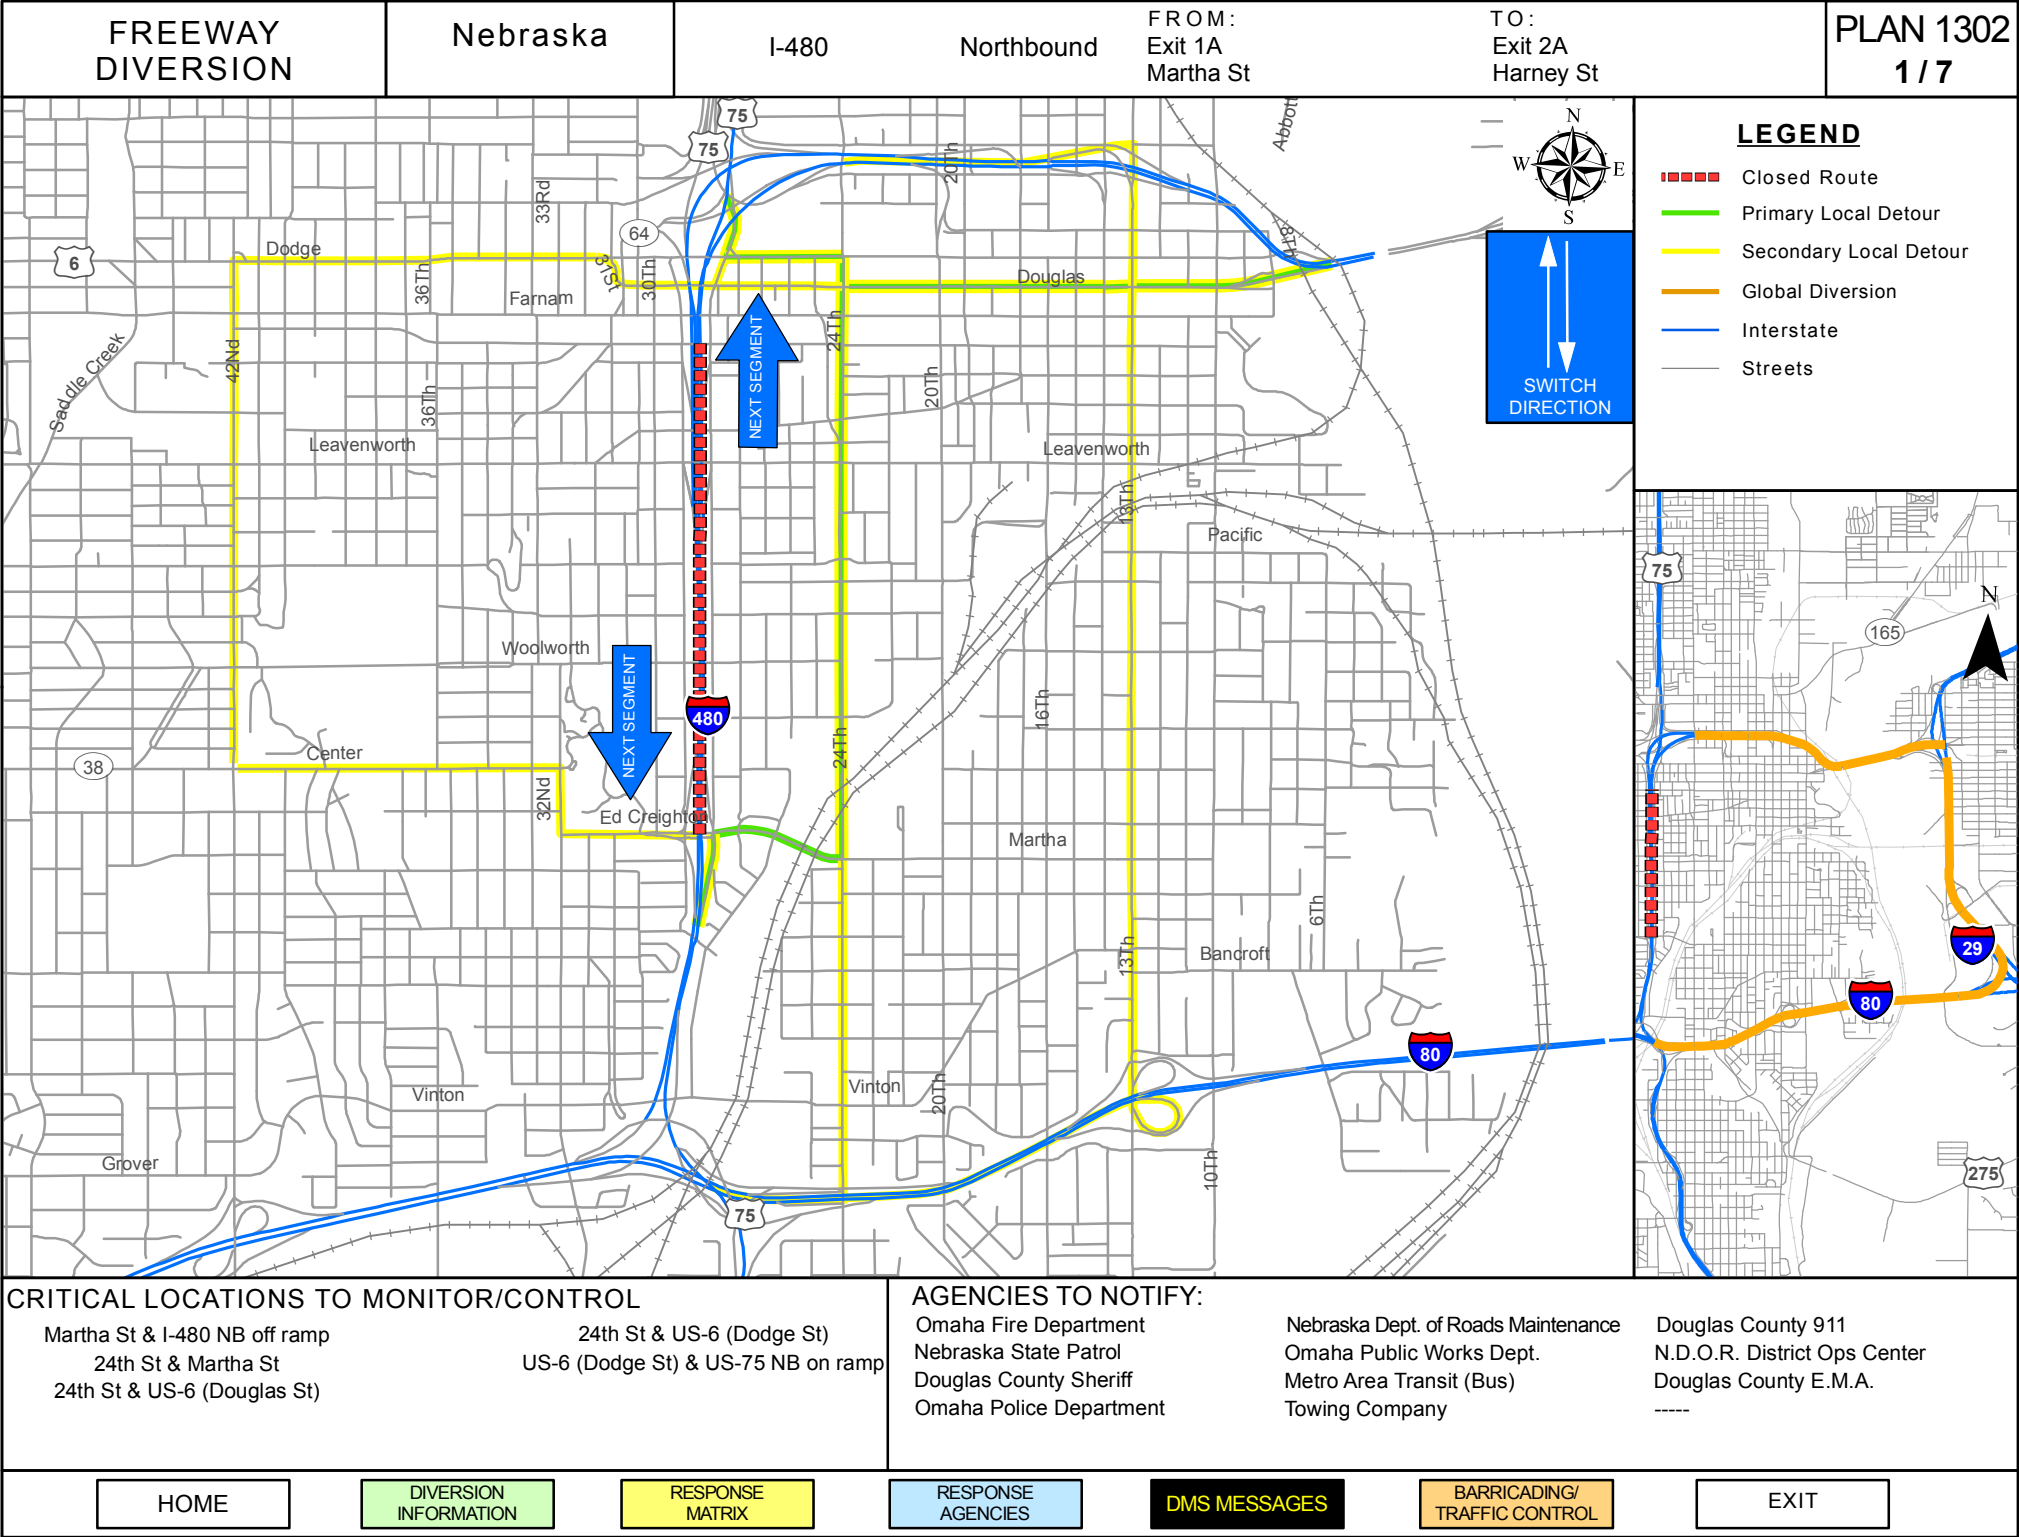 FREEWAY
DIVERSION
Nebraska
I-480
Northbound
FROM:
Exit 1A
Martha St
TO:
Exit 2A
Harney St
PLAN 1302
1 / 7
75
75
Abbott
20Th
33Rd
64
6
Dodge
36Th
31St
30Th
Farnam
Douglas
8Th
24Th
42Nd
Saddle Creek
36Th
20Th
NEXT SEGMENT
Leavenworth
Leavenworth
13Th
Pacific
Woolworth
NEXT SEGMENT
480
16Th
24Th
Center
38
32Nd
Ed Creighton
Martha
6Th
13Th
Bancroft
80
Vinton
Vinton
20Th
Grover
10Th
75
N
W
E
S
SWITCH
DIRECTION
LEGEND
Closed Route
Primary Local Detour
Secondary Local Detour
Global Diversion
Interstate
Streets
75
N
165
29
80
275
CRITICAL LOCATIONS TO MONITOR/CONTROL
Martha St & I-480 NB off ramp
24th St & Martha St
24th St & US-6 (Douglas St)
24th St & US-6 (Dodge St)
US-6 (Dodge St) & US-75 NB on ramp
AGENCIES TO NOTIFY:
Omaha Fire Department
Nebraska State Patrol
Douglas County Sheriff
Omaha Police Department
Nebraska Dept. of Roads Maintenance
Omaha Public Works Dept.
Metro Area Transit (Bus)
Towing Company
Douglas County 911
N.D.O.R. District Ops Center
Douglas County E.M.A.
-----
HOME
DIVERSION
INFORMATION
RESPONSE
MATRIX
RESPONSE
AGENCIES
DMS MESSAGES
BARRICADING/
TRAFFIC CONTROL
EXIT